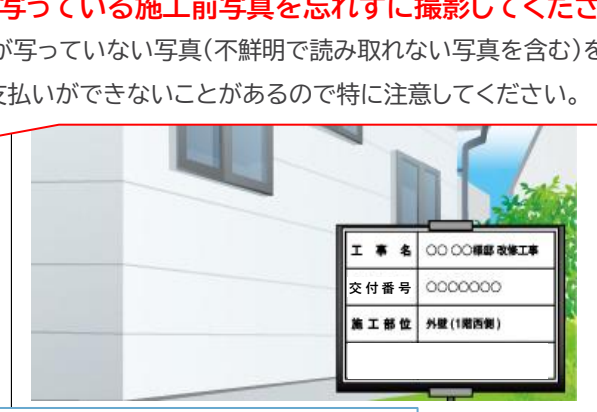 写っている施工前写真を忘れずに撮影してくださ
が写っていない写真(不鮮明で読み取れない写真を含む)を
支払いができないことがあるので特に注意してください。
工事名 〇〇 〇〇様邸 改修工事
交付番号 〇〇〇〇〇〇〇
施工部位 外壁(1階西側)